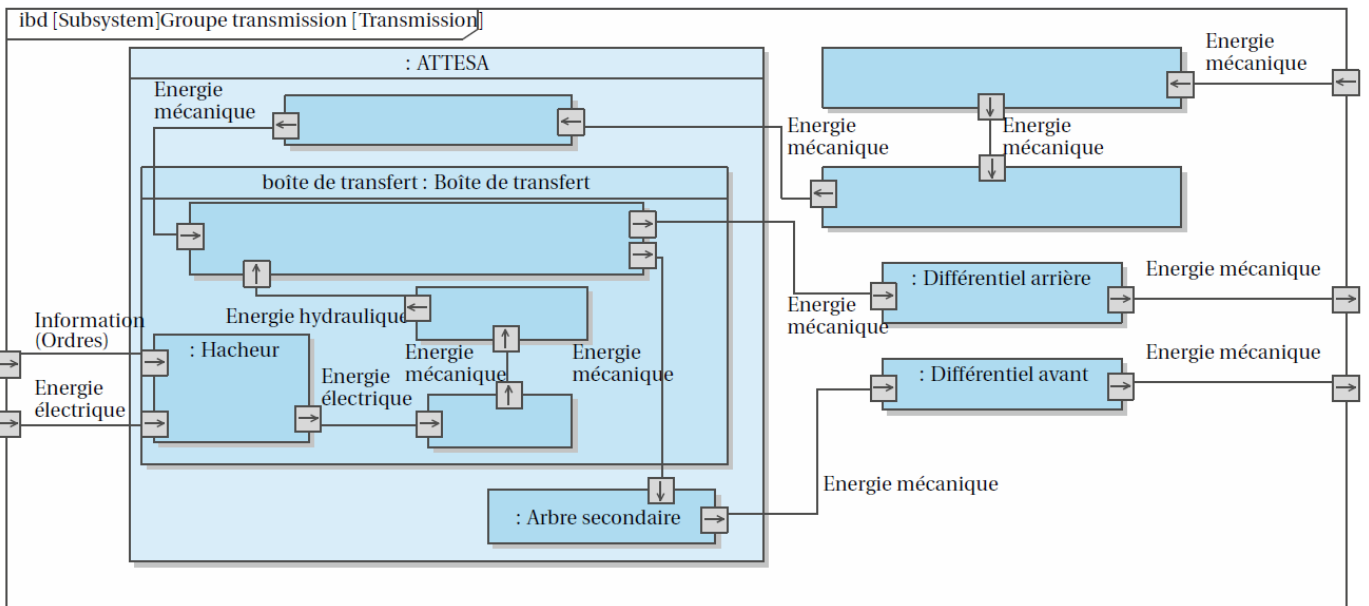 ibd [Subsystem]Groupe transmission [Transmission]
: ATTESA
Energie
mécanique
Energie
mécanique
Energie
mécanique
Energie
mécanique
boîte de transfert : Boîte de transfert
: Différentiel arrière
Energie mécanique
Energie
mécanique
Energie hydraulique
Information
(Ordres)
: Hacheur
Energie
mécanique
Energie
mécanique
Energie
électrique
Energie
électrique
: Différentiel avant
Energie mécanique
Energie mécanique
: Arbre secondaire